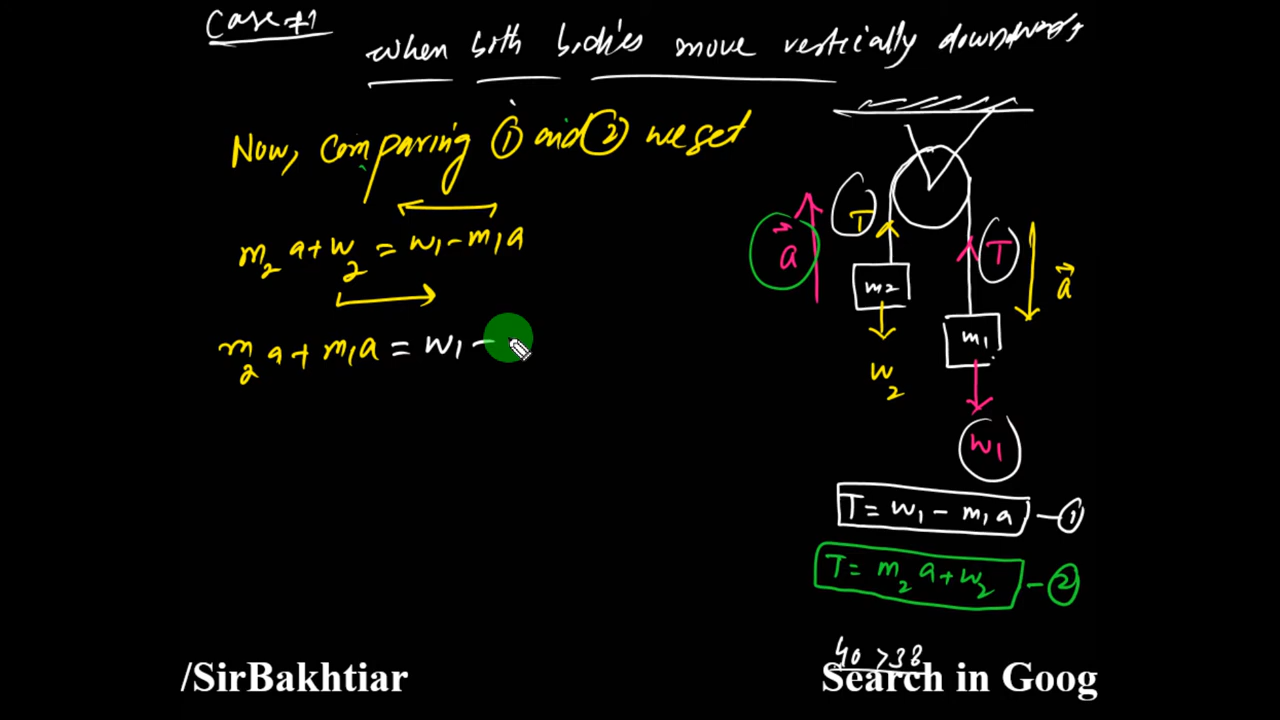 Case #1
when both bodies move vertically downwards
Now, comparing ① and ② we get
m₂ a + w₂ = w₁ - m₁ a
m₂ a + m₁ a = w₁ -
a
T
T
a
m₂
m₁
w₂
w₁
T = w₁ - m₁ a — ①
T = m₂ a + w₂ — ②
40 > 38
/SirBakhtiar
Search in Goog